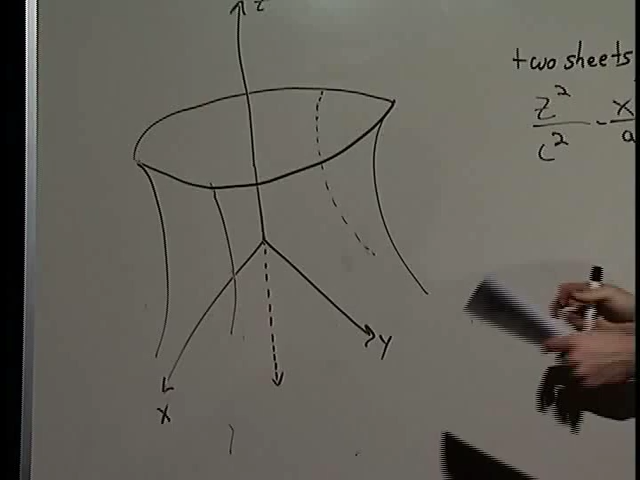 z
two sheets
z² / c² - x / a
y
x